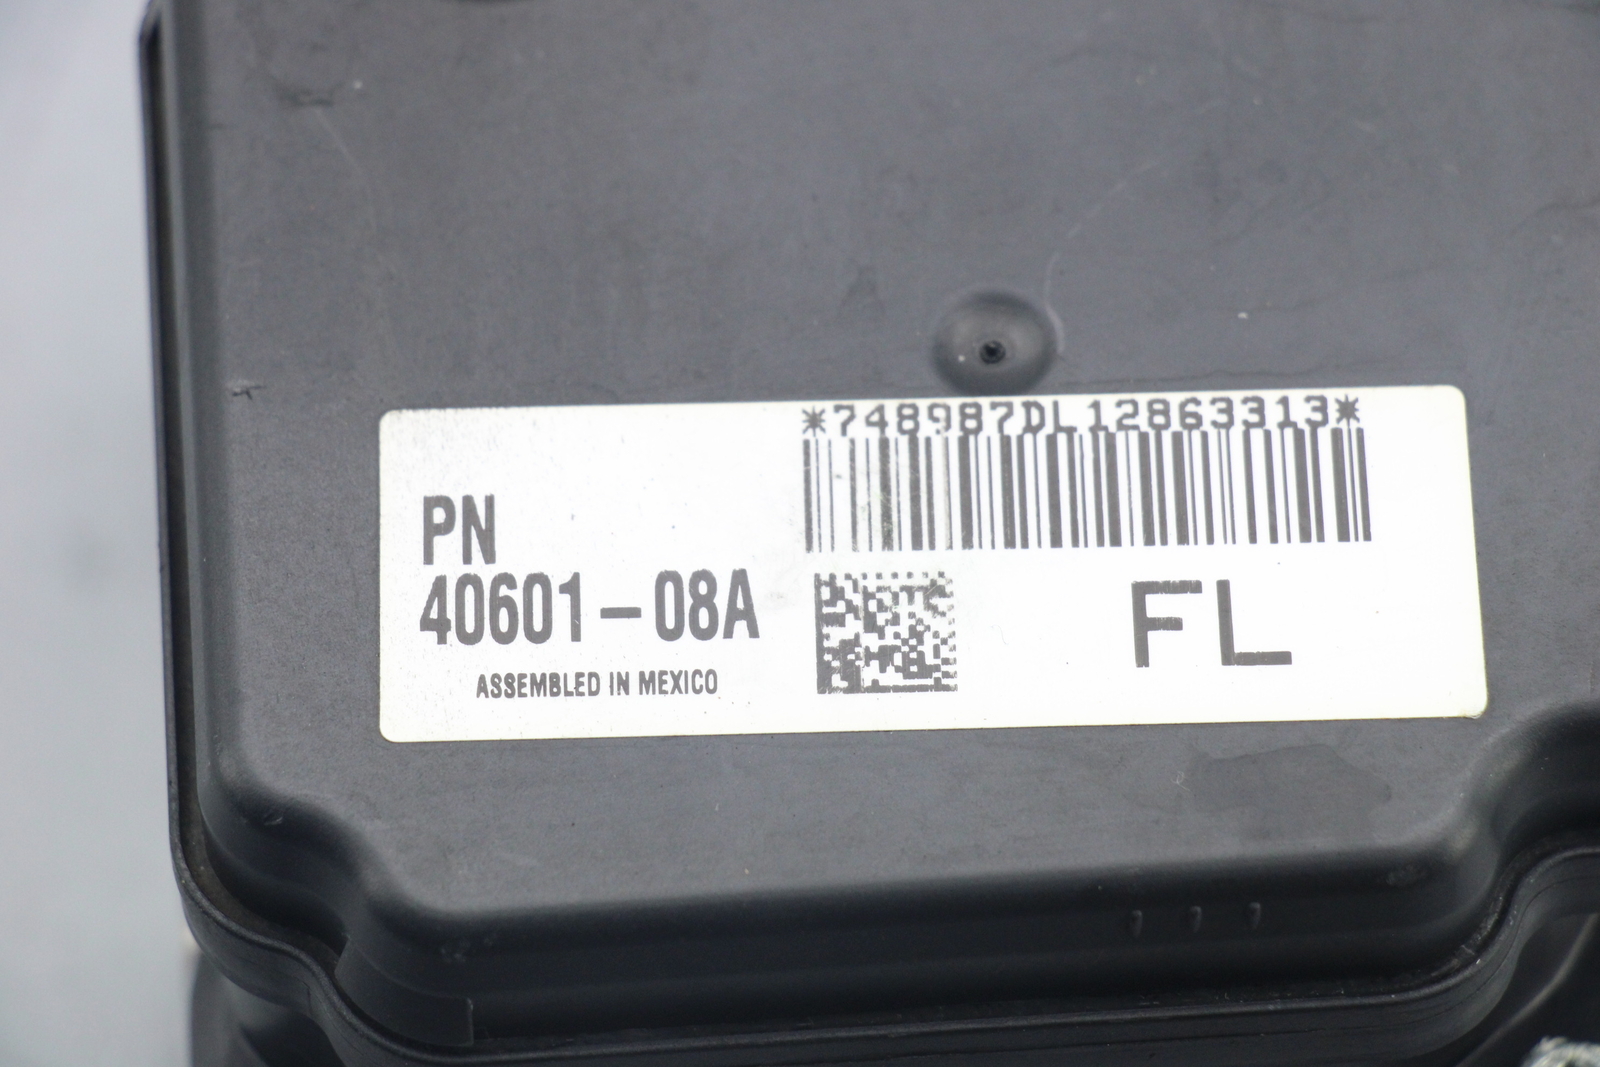 *748987DL12863313*
PN
40601-08A
ASSEMBLED IN MEXICO
FL